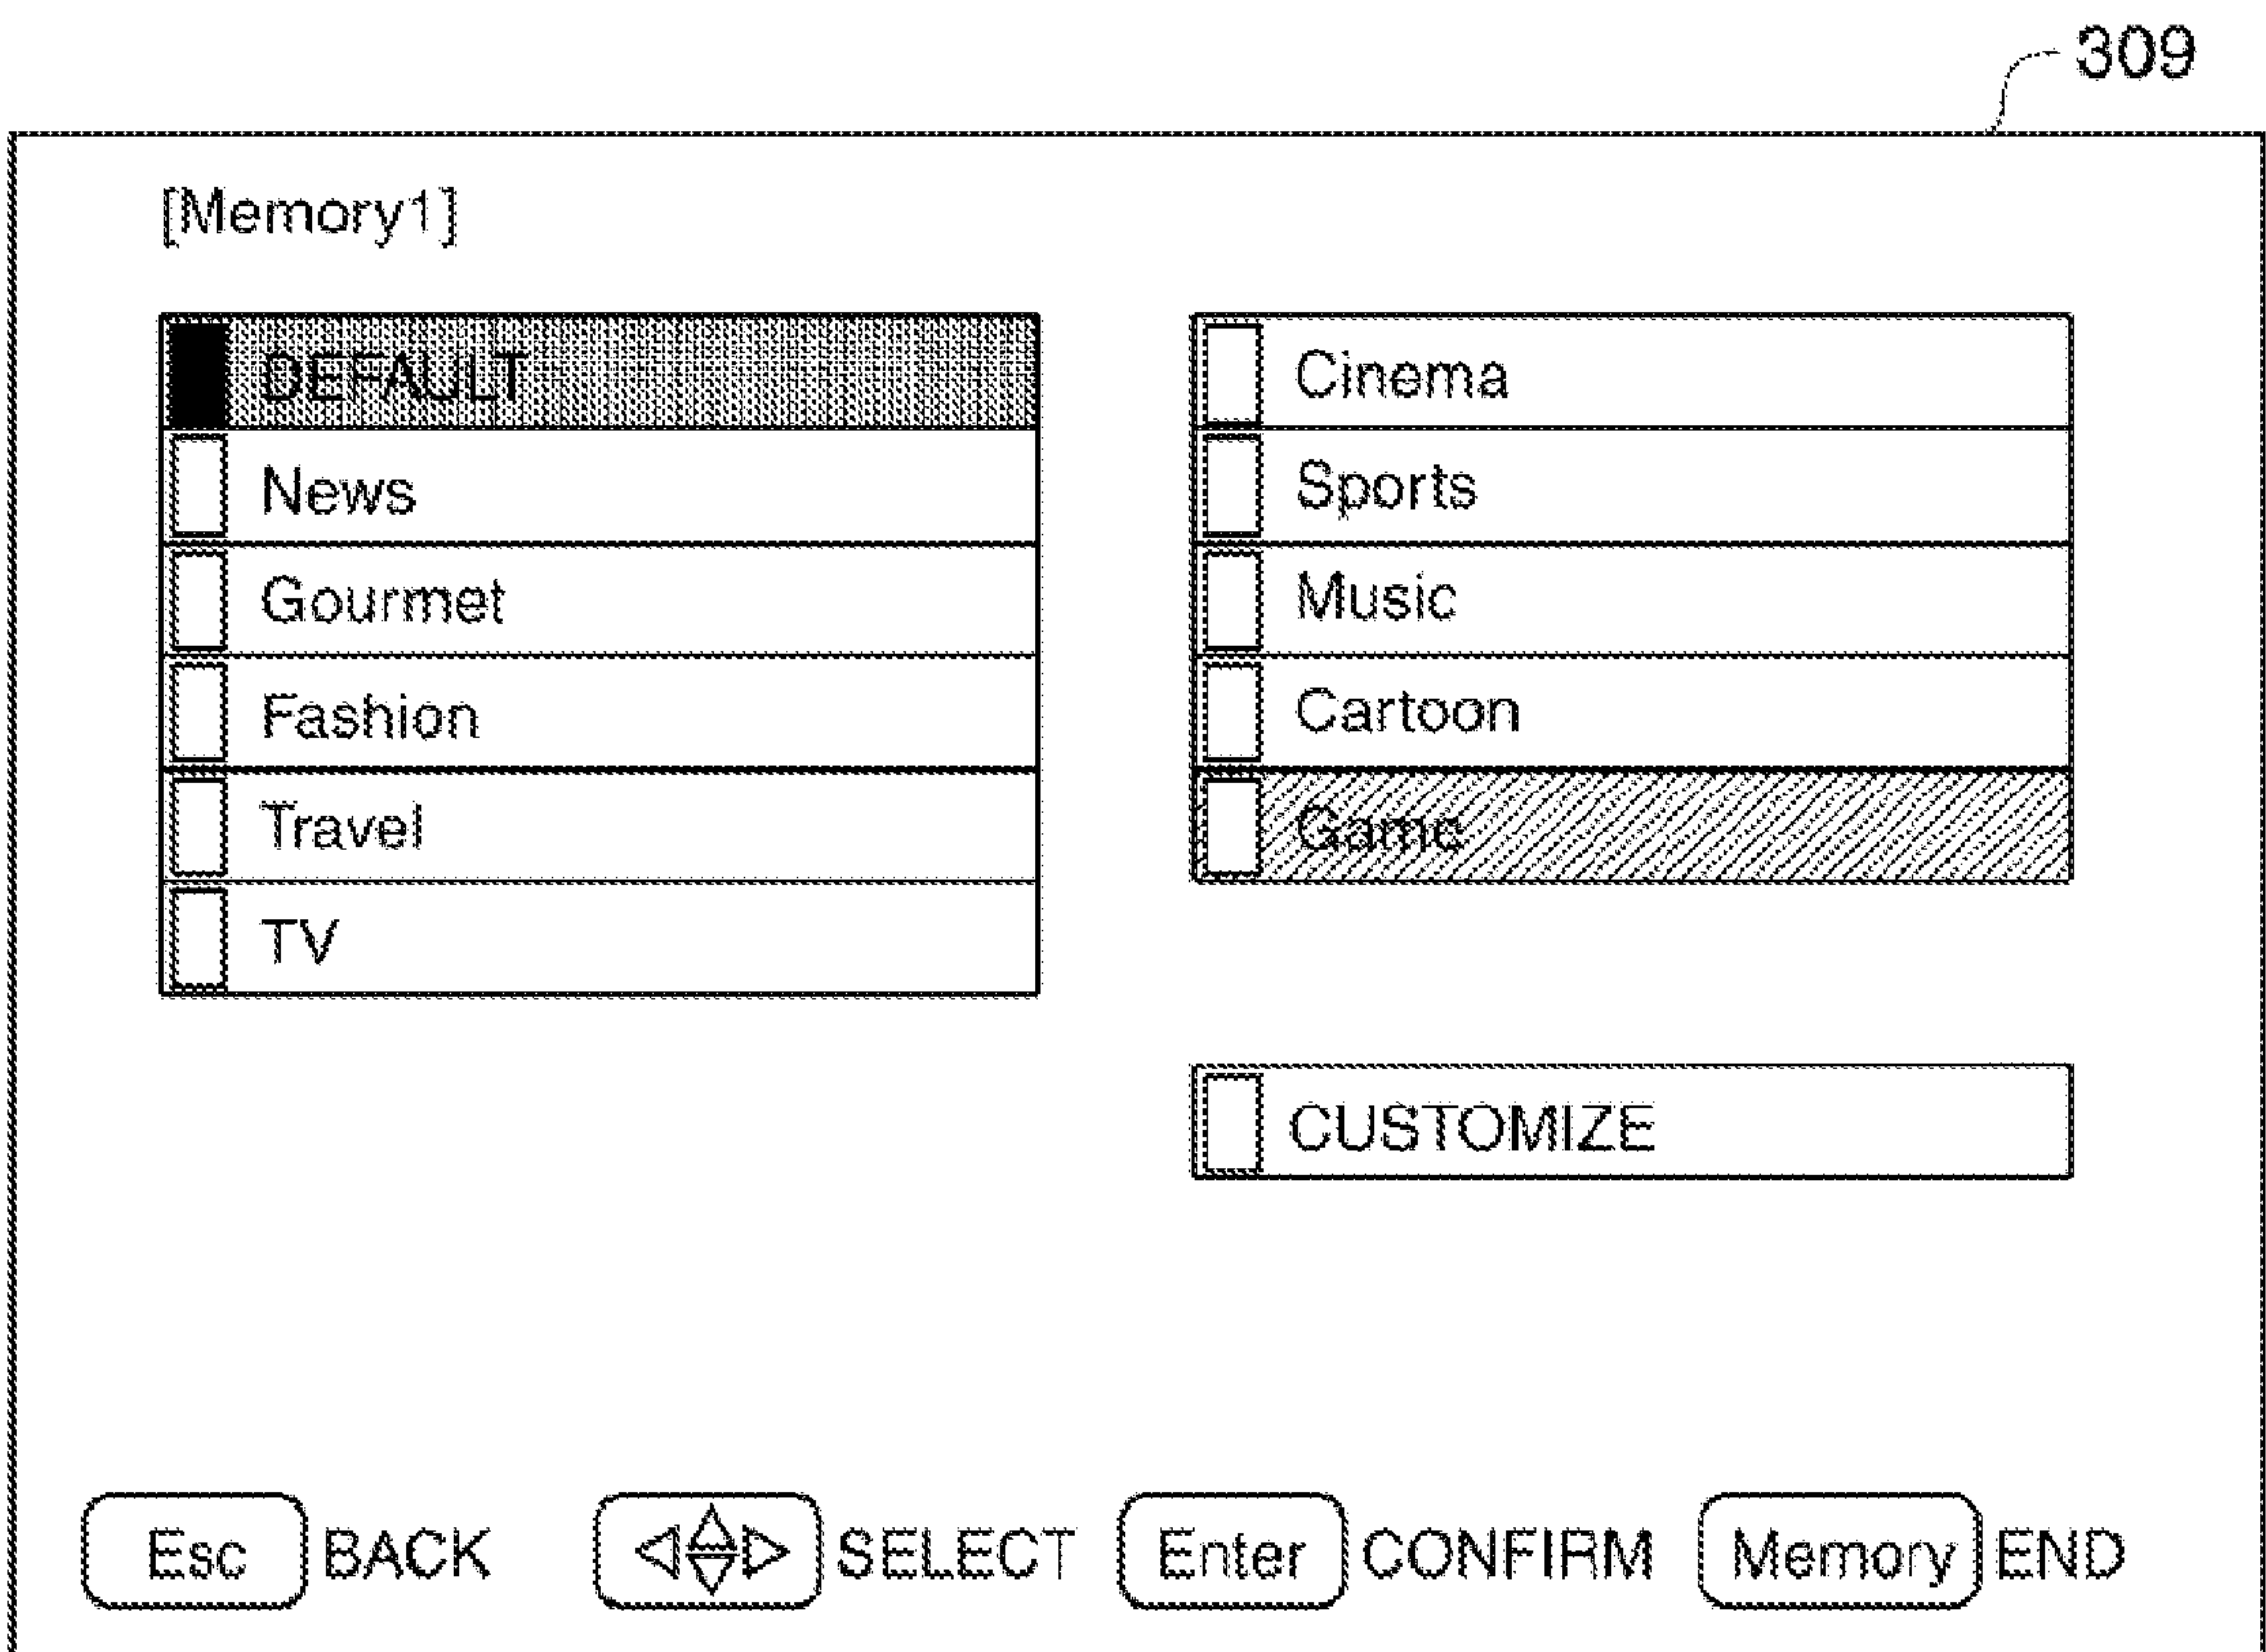 309
[Memory1]
DEFAULT
News
Gourmet
Fashion
Travel
TV
Cinema
Sports
Music
Cartoon
Game
CUSTOMIZE
Esc BACK SELECT Enter CONFIRM Memory END